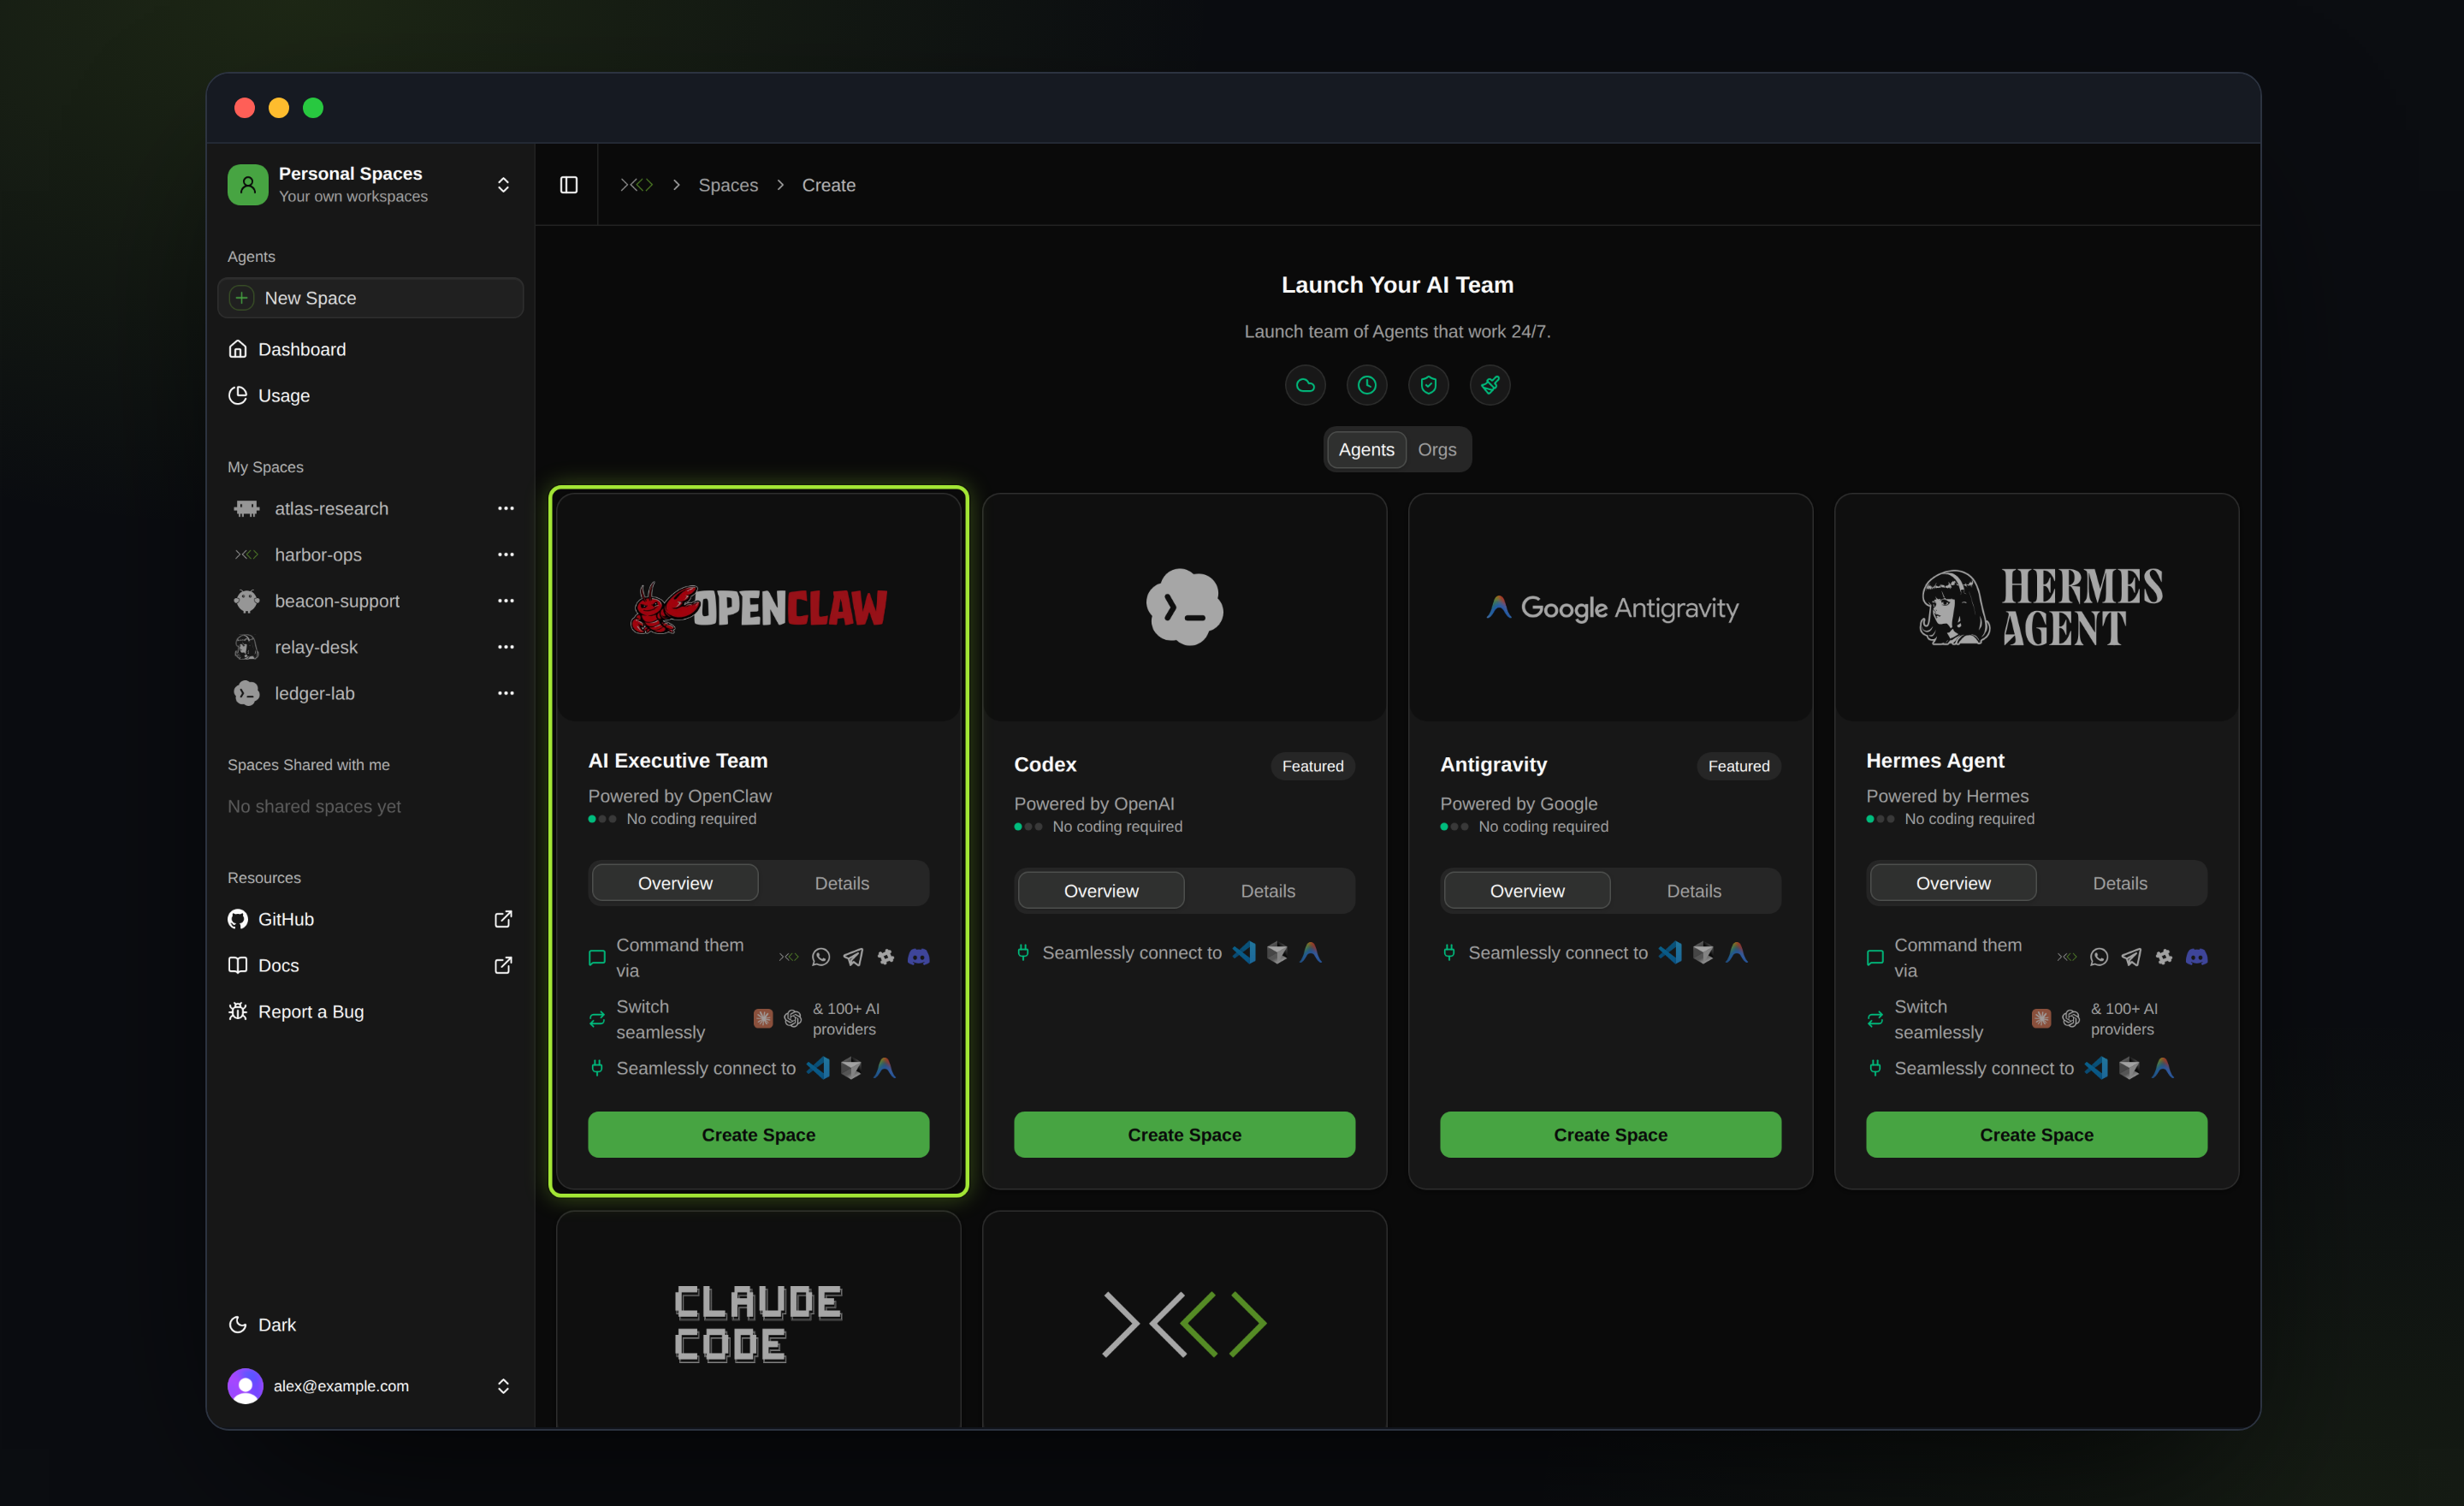 Personal Spaces
Your own workspaces
Agents
New Space
Dashboard
Usage
My Spaces
atlas-research
harbor-ops
beacon-support
relay-desk
ledger-lab
Spaces Shared with me
No shared spaces yet
Resources
GitHub
Docs
Report a Bug
Dark
alex@example.com
Spaces
Create
Launch Your AI Team
Launch team of Agents that work 24/7.
Agents
Orgs
OPENCLAW
AI Executive Team
Powered by OpenClaw
No coding required
Overview
Details
Command them
via
Switch
seamlessly
& 100+ AI
providers
Seamlessly connect to
Create Space
Codex
Featured
Powered by OpenAI
No coding required
Overview
Details
Seamlessly connect to
Create Space
Google Antigravity
Antigravity
Featured
Powered by Google
No coding required
Overview
Details
Seamlessly connect to
Create Space
HERMES
AGENT
Hermes Agent
Powered by Hermes
No coding required
Overview
Details
Command them
via
Switch
seamlessly
& 100+ AI
providers
Seamlessly connect to
Create Space
CLAUDE
CODE